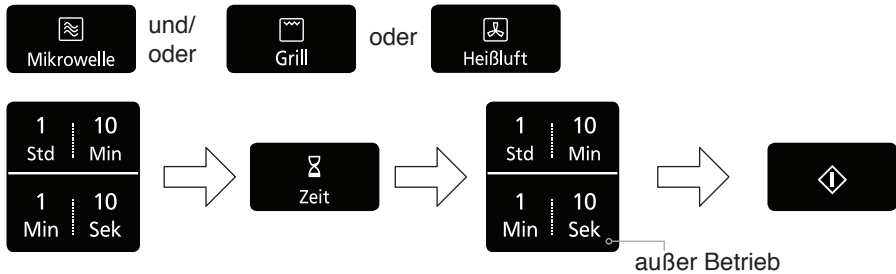 Mikrowelle
und/
oder
Grill
oder
Heißluft
1 10
Std Min
1 10
Min Sek
Zeit
1 10
Std Min
1 10
Min Sek
außer Betrieb